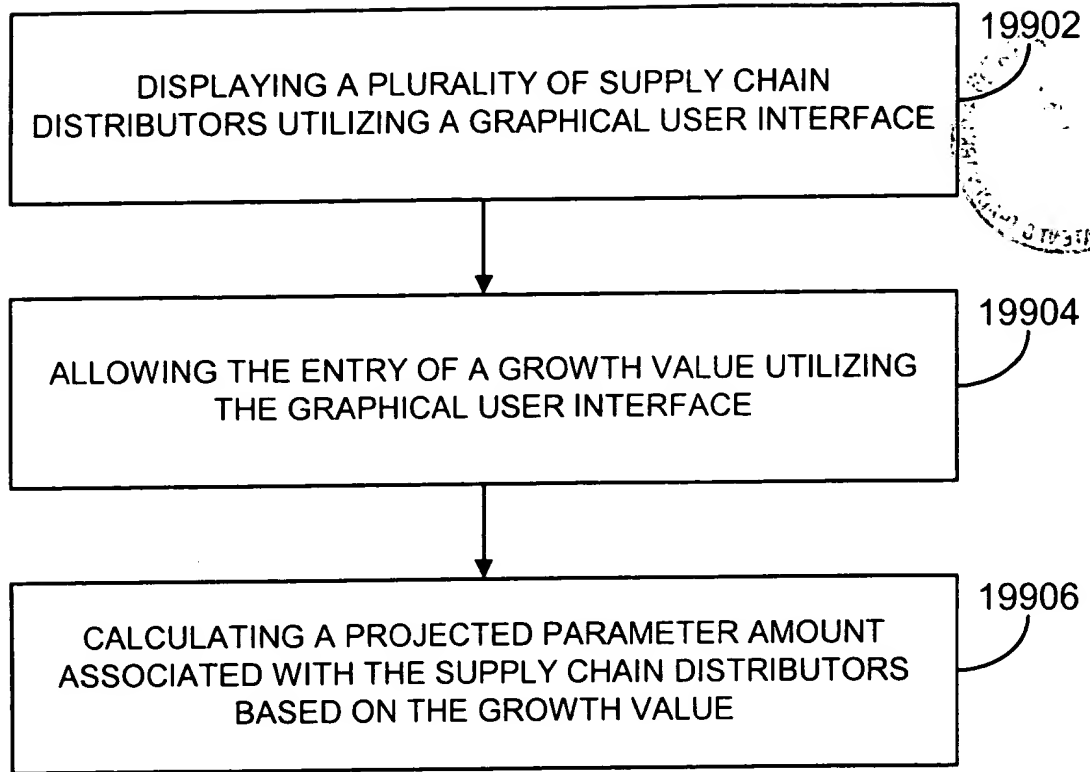 19902
DISPLAYING A PLURALITY OF SUPPLY CHAIN
DISTRIBUTORS UTILIZING A GRAPHICAL USER INTERFACE
19904
ALLOWING THE ENTRY OF A GROWTH VALUE UTILIZING
THE GRAPHICAL USER INTERFACE
19906
CALCULATING A PROJECTED PARAMETER AMOUNT
ASSOCIATED WITH THE SUPPLY CHAIN DISTRIBUTORS
BASED ON THE GROWTH VALUE